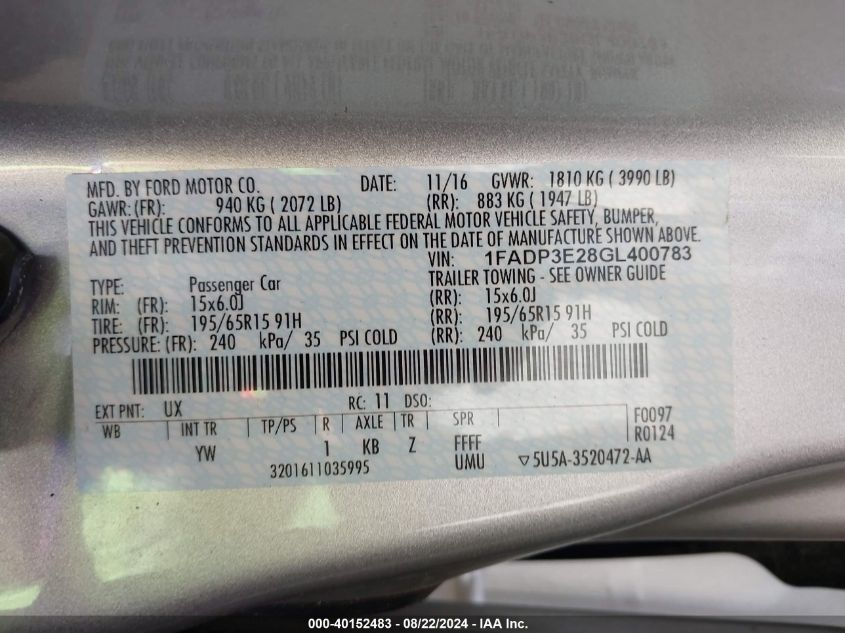 MFD. BY FORD MOTOR CO. DATE: 11/16 GVWR: 1810 KG ( 3990 LB)
GAWR: (FR): 940 KG ( 2072 LB) (RR): 883 KG ( 1947 LB)
THIS VEHICLE CONFORMS TO ALL APPLICABLE FEDERAL MOTOR VEHICLE SAFETY, BUMPER,
AND THEFT PREVENTION STANDARDS IN EFFECT ON THE DATE OF MANUFACTURE SHOWN ABOVE.
VIN: 1FADP3E28GL400783
TYPE: Passenger Car TRAILER TOWING - SEE OWNER GUIDE
RIM: (FR): 15x6.0J (RR): 15x6.0J
TIRE: (FR): 195/65R15 91H (RR): 195/65R15 91H
PRESSURE: (FR): 240 kPa/ 35 PSI COLD (RR): 240 kPa/ 35 PSI COLD
EXT PNT: UX RC: 11 DSO: F0097
WB INT TR TP/PS R AXLE TR SPR R0124
YW 1 KB Z FFFF
3201611035995 UMU ▽5U5A-3520472-AA
000-40152483 - 08/22/2024 - IAA Inc.